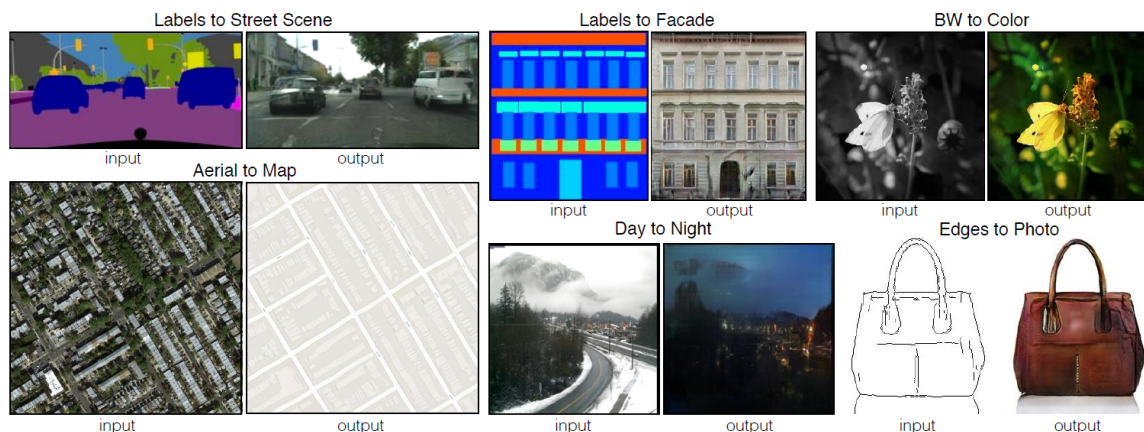 Labels to Street Scene
input
output
Aerial to Map
input
output
Labels to Facade
input
output
Day to Night
input
output
BW to Color
input
output
Edges to Photo
input
output